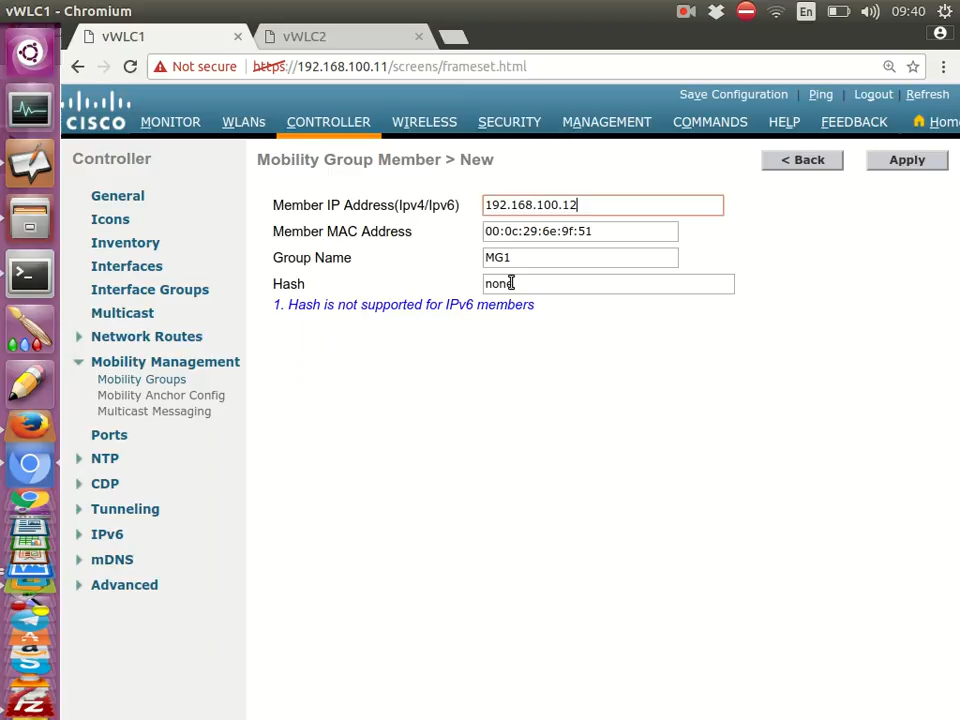 vWLC1 - Chromium
En
09:40
vWLC1
vWLC2
Not secure
https://192.168.100.11/screens/frameset.html
Save Configuration
Ping
Logout
Refresh
CISCO
MONITOR
WLANs
CONTROLLER
WIRELESS
SECURITY
MANAGEMENT
COMMANDS
HELP
FEEDBACK
Hom
Controller
Mobility Group Member > New
< Back
Apply
General
Icons
Inventory
Interfaces
Interface Groups
Multicast
Network Routes
Mobility Management
Mobility Groups
Mobility Anchor Config
Multicast Messaging
Ports
NTP
CDP
Tunneling
IPv6
mDNS
Advanced
Member IP Address(Ipv4/Ipv6)
192.168.100.12
Member MAC Address
00:0c:29:6e:9f:51
Group Name
MG1
Hash
none
1. Hash is not supported for IPv6 members